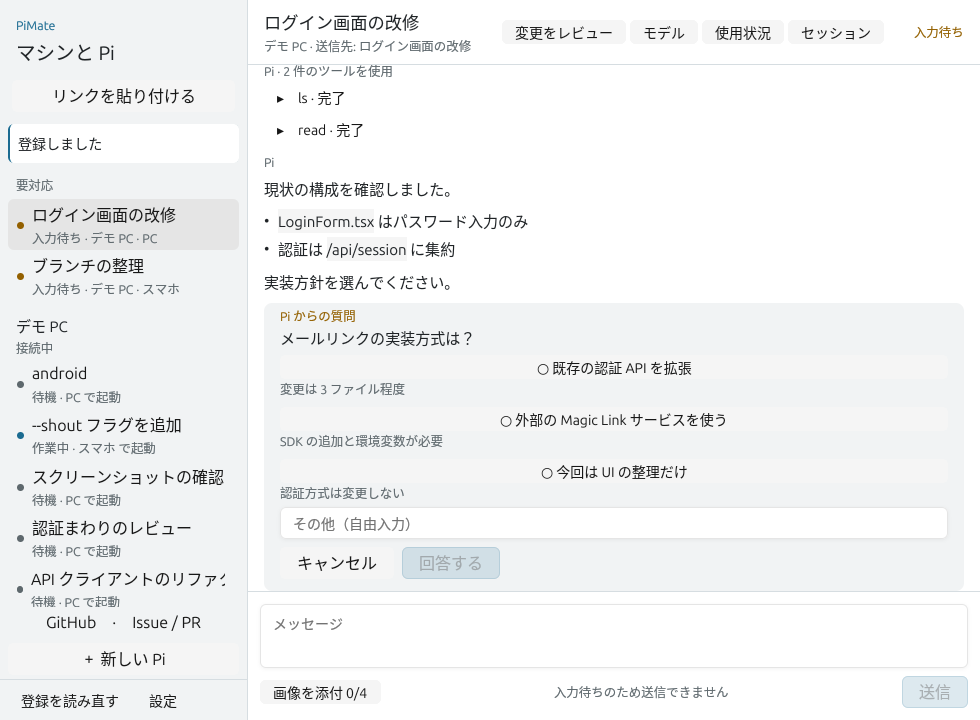 PiMate
マシンと Pi
リンクを貼り付ける
登録しました
要対応
ログイン画面の改修
入力待ち · デモ PC · PC
ブランチの整理
入力待ち · デモ PC · スマホ
デモ PC
接続中
android
待機 · PC で起動
--shout フラグを追加
作業中 · スマホ で起動
スクリーンショットの確認
待機 · PC で起動
認証まわりのレビュー
待機 · PC で起動
API クライアントのリファク
待機 · PC で起動
GitHub · Issue / PR
+ 新しい Pi
登録を読み直す 設定
ログイン画面の改修
デモ PC · 送信先: ログイン画面の改修
変更をレビュー モデル 使用状況 セッション 入力待ち
Pi · 2 件のツールを使用
▸ ls · 完了
▸ read · 完了
Pi
現状の構成を確認しました。
• LoginForm.tsx はパスワード入力のみ
• 認証は /api/session に集約
実装方針を選んでください。
Pi からの質問
メールリンクの実装方式は？
○ 既存の認証 API を拡張
変更は 3 ファイル程度
○ 外部の Magic Link サービスを使う
SDK の追加と環境変数が必要
○ 今回は UI の整理だけ
認証方式は変更しない
その他（自由入力）
キャンセル 回答する
メッセージ
画像を添付 0/4 入力待ちのため送信できません 送信